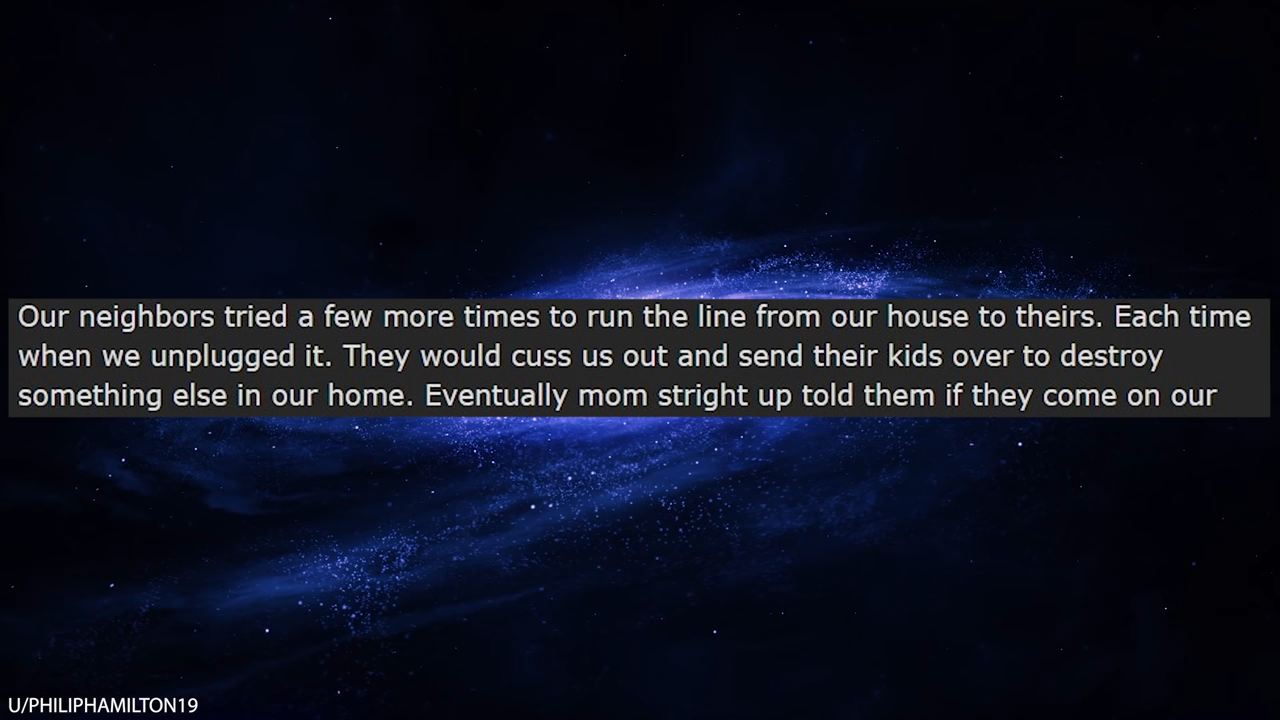 Our neighbors tried a few more times to run the line from our house to theirs. Each time
when we unplugged it. They would cuss us out and send their kids over to destroy
something else in our home. Eventually mom stright up told them if they come on our
U/PHILIPHAMILTON19